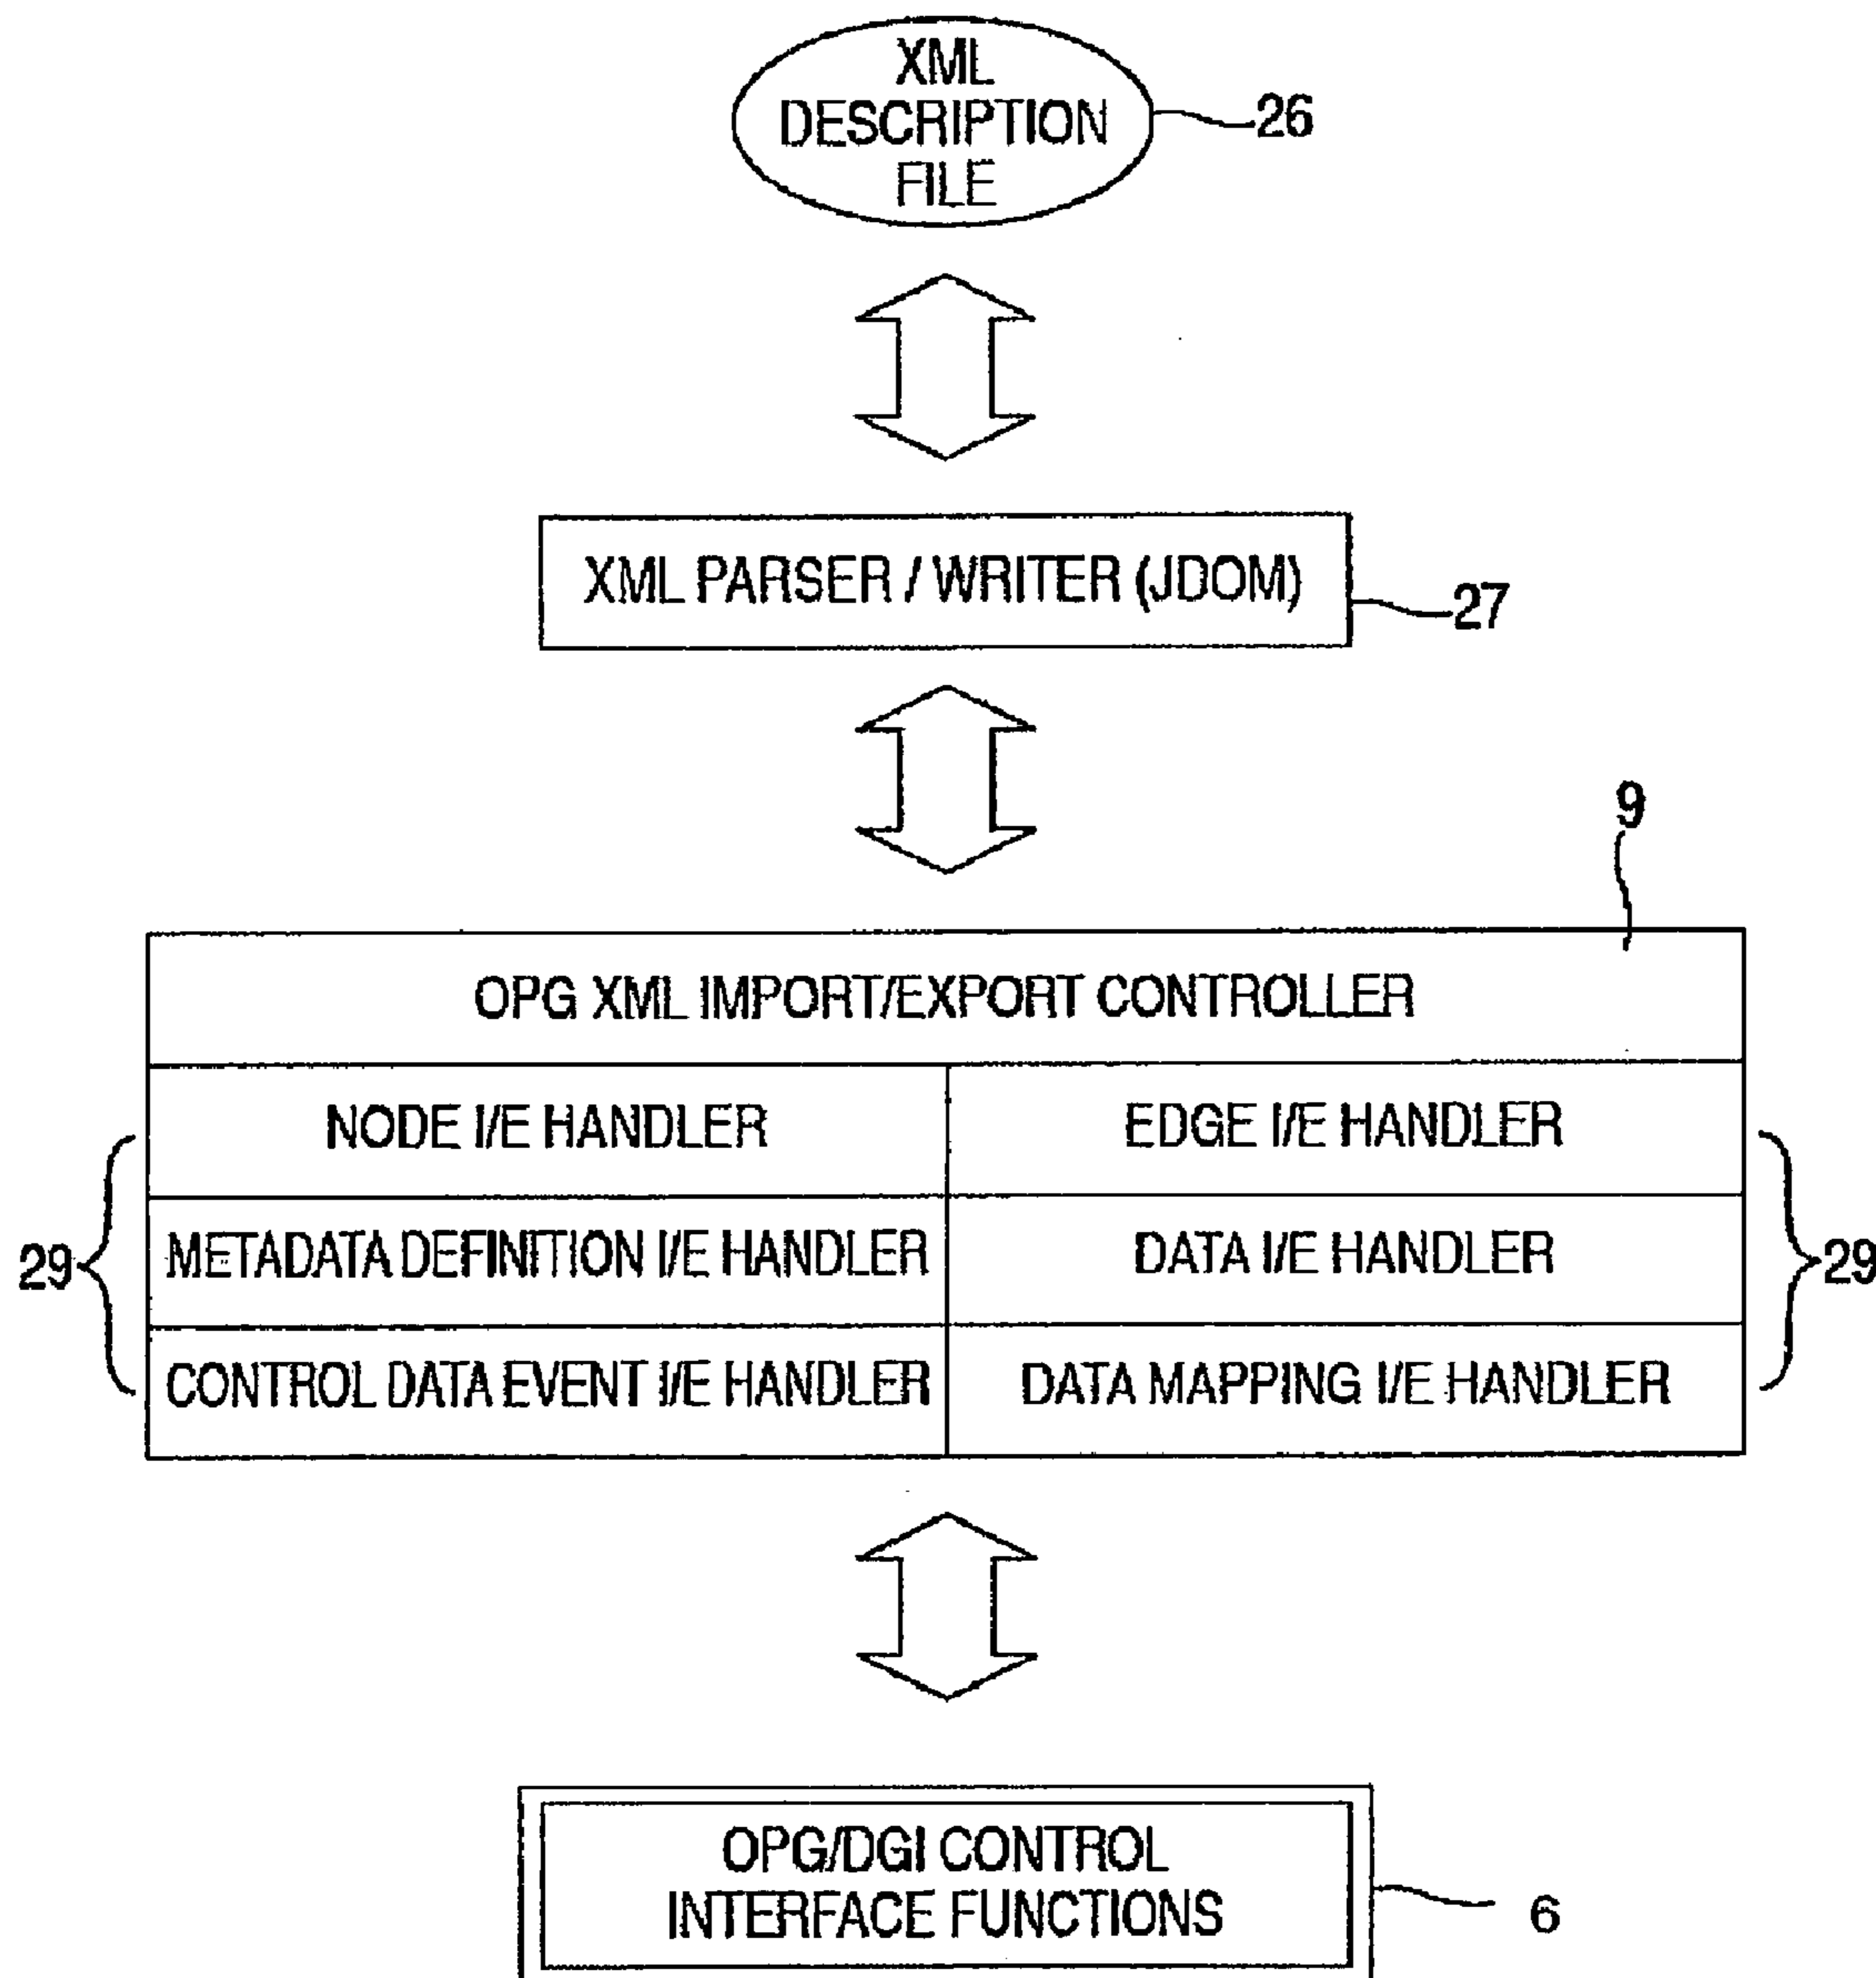 XML
DESCRIPTION
FILE
26
XML PARSER / WRITER (JDOM)
27
9
OPG XML IMPORT/EXPORT CONTROLLER
NODE I/E HANDLER
EDGE I/E HANDLER
29
METADATA DEFINITION I/E HANDLER
DATA I/E HANDLER
29
CONTROL DATA EVENT I/E HANDLER
DATA MAPPING I/E HANDLER
OPG/DGI CONTROL
INTERFACE FUNCTIONS
6